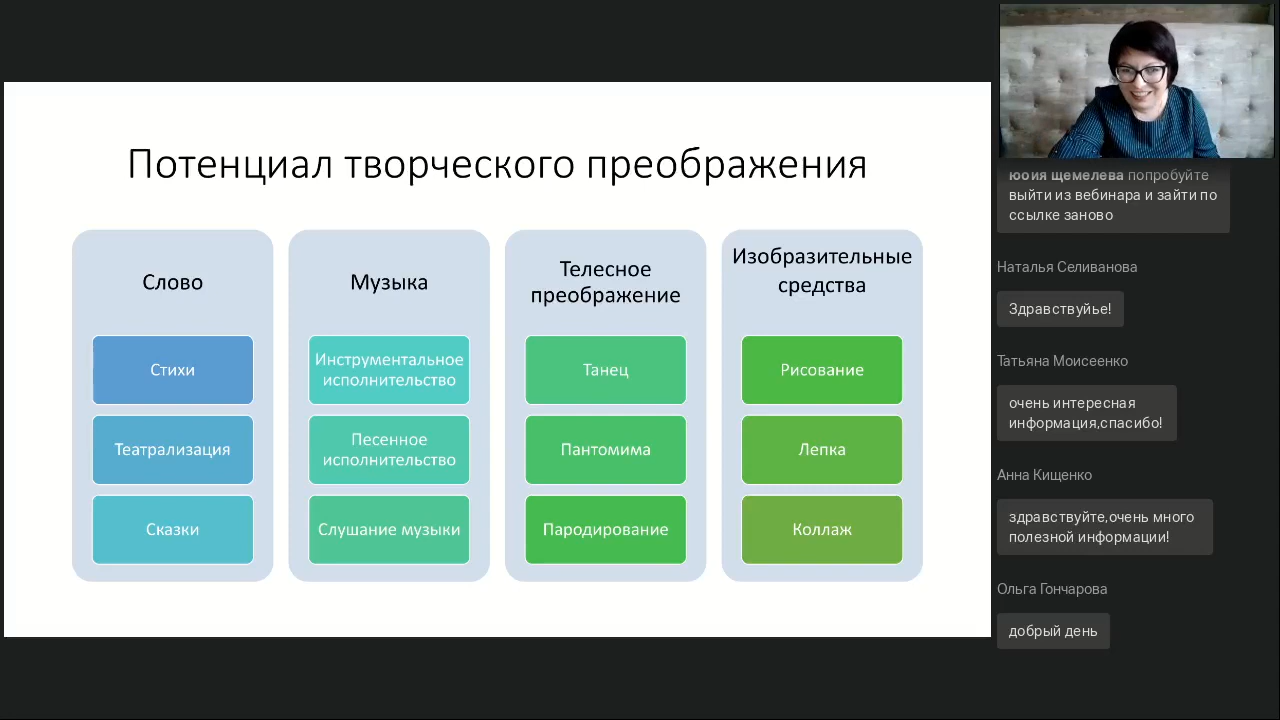 Потенциал творческого преображения
Слово
Стихи
Театрализация
Сказки
Музыка
Инструментальное
исполнительство
Песенное
исполнительство
Слушание музыки
Телесное
преображение
Танец
Пантомима
Пародирование
Изобразительные
средства
Рисование
Лепка
Коллаж
юбия щемелева попробуйте
выйти из вебинара и зайти по
ссылке заново
Наталья Селиванова
Здравствуйье!
Татьяна Моисеенко
очень интересная
информация,спасибо!
Анна Кищенко
здравствуйте,очень много
полезной информации!
Ольга Гончарова
добрый день